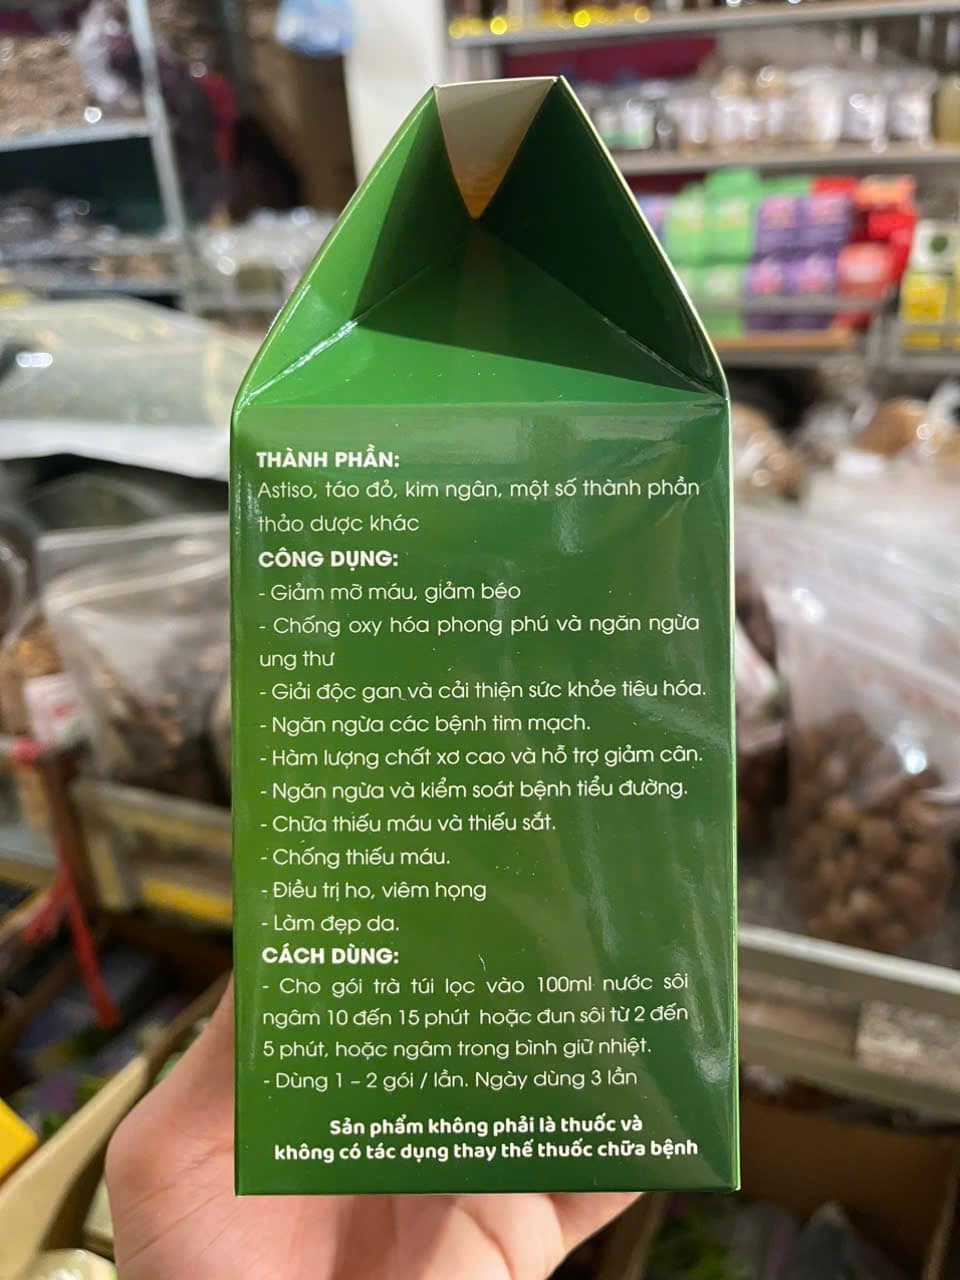 THÀNH PHẦN:
Astiso, táo đỏ, kim ngân, một số thành phần
thảo dược khác
CÔNG DỤNG:
- Giảm mỡ máu, giảm béo
- Chống oxy hóa phong phú và ngăn ngừa
ung thư
- Giải độc gan và cải thiện sức khỏe tiêu hóa.
- Ngăn ngừa các bệnh tim mạch.
- Hàm lượng chất xơ cao và hỗ trợ giảm cân.
- Ngăn ngừa và kiểm soát bệnh tiểu đường.
- Chữa thiếu máu và thiếu sắt.
- Chống thiếu máu.
- Điều trị ho, viêm họng
- Làm đẹp da.
CÁCH DÙNG:
- Cho gói trà túi lọc vào 100ml nước sôi
ngâm 10 đến 15 phút hoặc đun sôi từ 2 đến
5 phút, hoặc ngâm trong bình giữ nhiệt.
- Dùng 1 - 2 gói / lần. Ngày dùng 3 lần
Sản phẩm không phải là thuốc và
không có tác dụng thay thế thuốc chữa bệnh